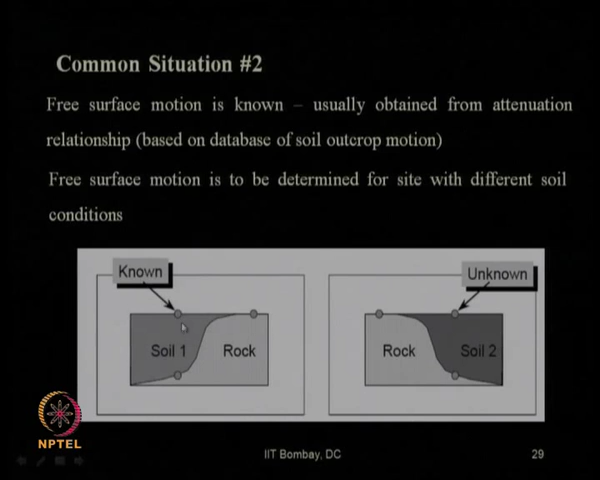 Common Situation #2
Free surface motion is known – usually obtained from attenuation
relationship (based on database of soil outcrop motion)
Free surface motion is to be determined for site with different soil
conditions
Known
Unknown
Soil 1
Rock
Rock
Soil 2
NPTEL
IIT Bombay, DC
29